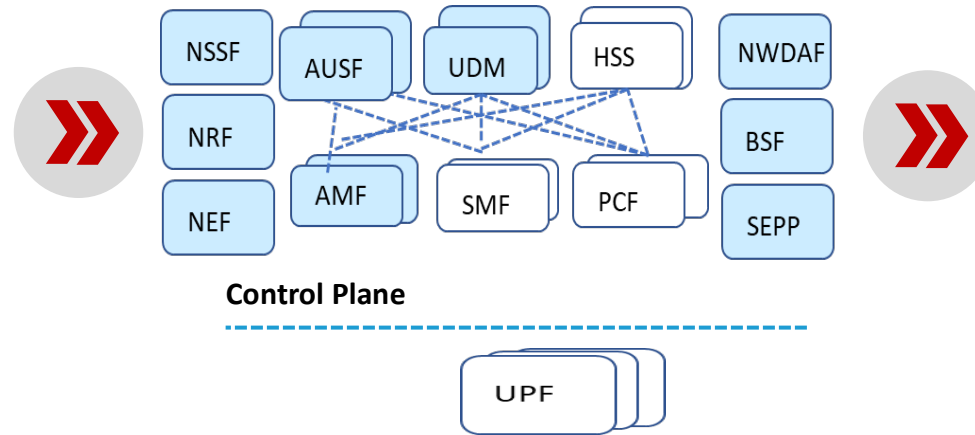 NSSF
AUSF
UDM
HSS
NWDAF
NRF
BSF
AMF
SMF
PCF
NEF
SEPP
Control Plane
UPF